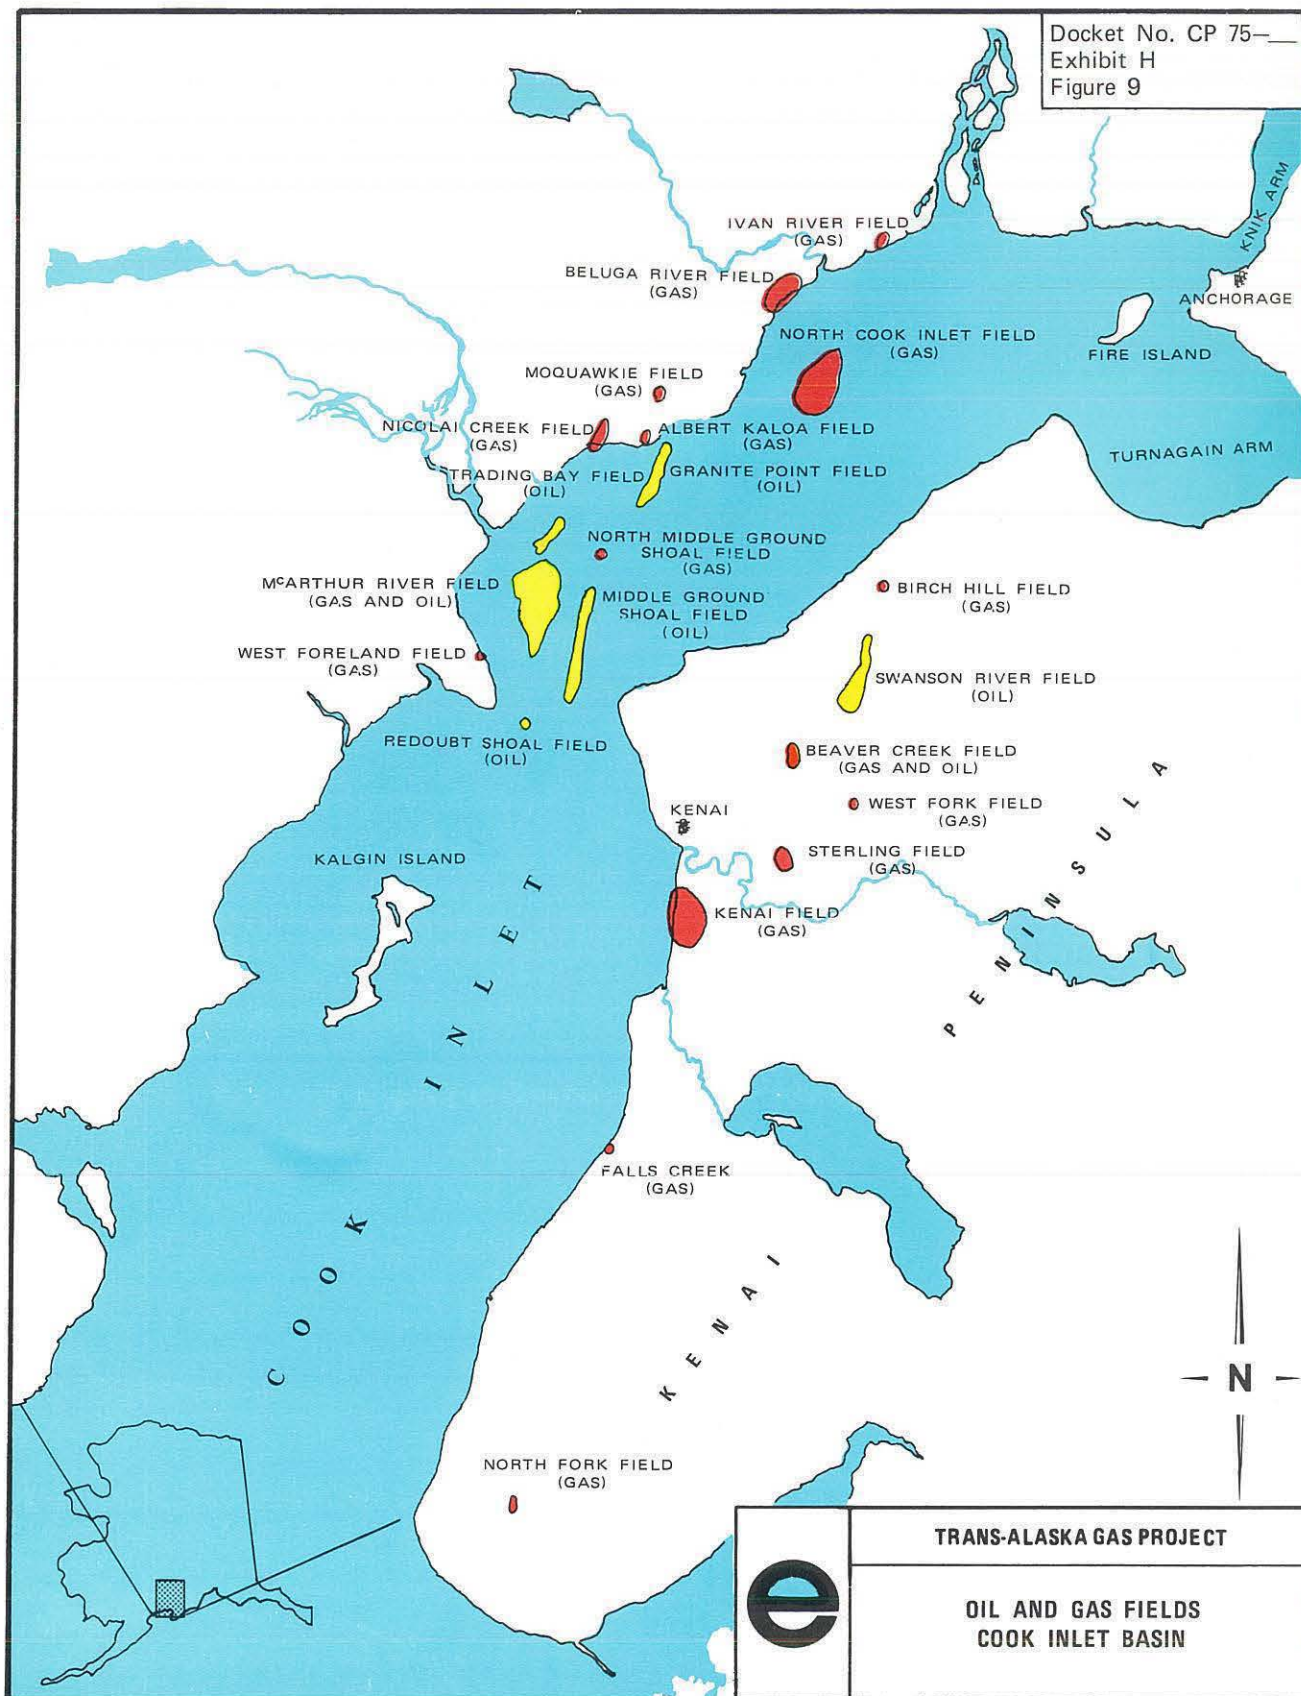 Docket No. CP 75-__
Exhibit H
Figure 9
KNIK ARM
IVAN RIVER FIELD
(GAS)
BELUGA RIVER FIELD
(GAS)
ANCHORAGE
NORTH COOK INLET FIELD
(GAS)
FIRE ISLAND
MOQUAWKIE FIELD
(GAS)
NICOLAI CREEK FIELD
(GAS)
ALBERT KALOA FIELD
(GAS)
TURNAGAIN ARM
TRADING BAY FIELD
(OIL)
GRANITE POINT FIELD
(OIL)
NORTH MIDDLE GROUND
SHOAL FIELD
(GAS)
McARTHUR RIVER FIELD
(GAS AND OIL)
MIDDLE GROUND
SHOAL FIELD
(OIL)
BIRCH HILL FIELD
(GAS)
WEST FORELAND FIELD
(GAS)
SWANSON RIVER FIELD
(OIL)
REDOUBT SHOAL FIELD
(OIL)
BEAVER CREEK FIELD
(GAS AND OIL)
WEST FORK FIELD
(GAS)
KENAI
STERLING FIELD
(GAS)
KALGIN ISLAND
KENAI FIELD
(GAS)
COOK INLET
KENAI PENINSULA
FALLS CREEK
(GAS)
N
NORTH FORK FIELD
(GAS)
e
TRANS-ALASKA GAS PROJECT
OIL AND GAS FIELDS
COOK INLET BASIN